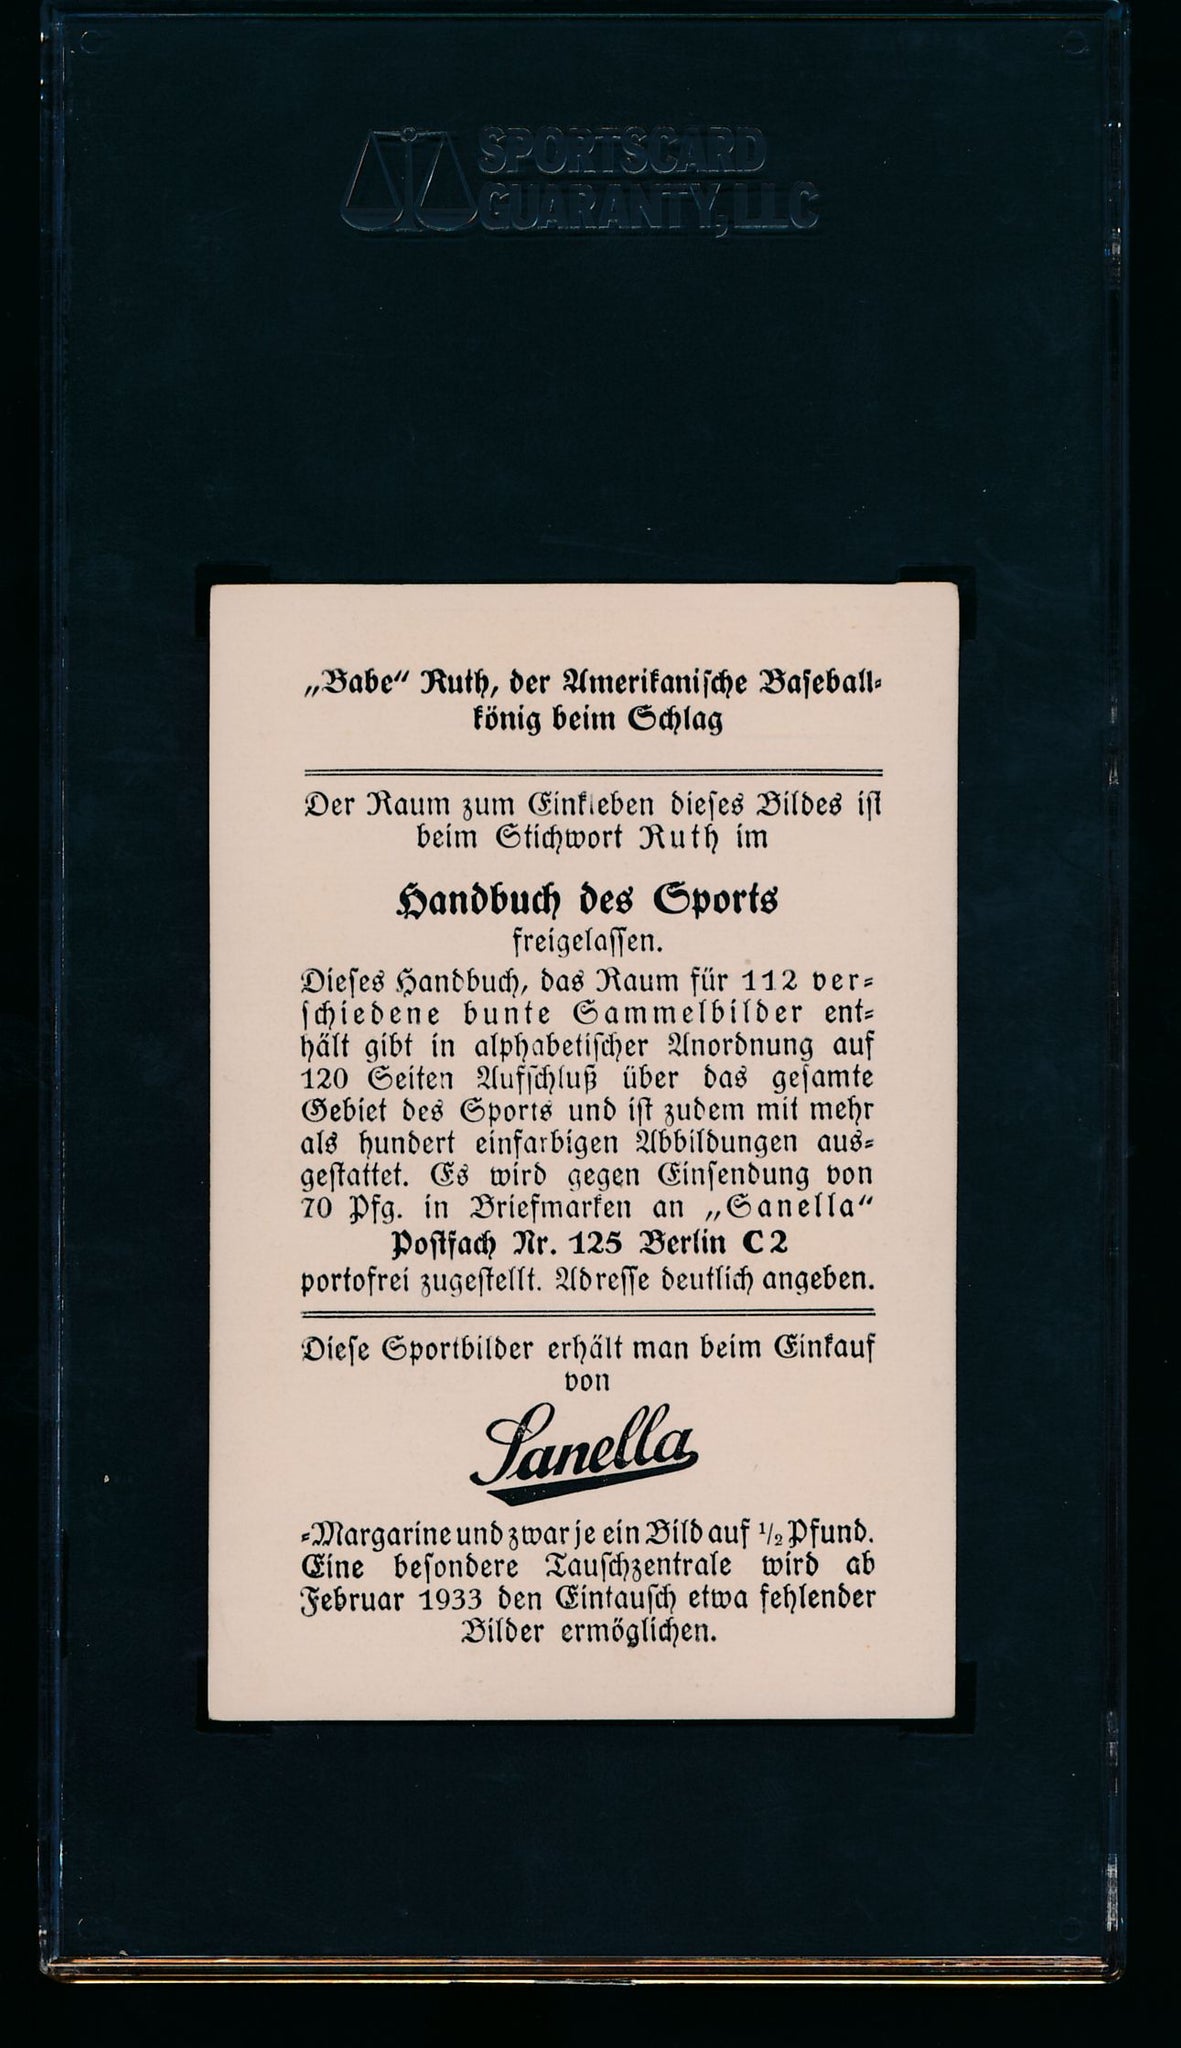 SPORTSCARD
GUARANTY, LLC
„Babe“ Ruth, der Amerikanische Baseball-
könig beim Schlag
Der Raum zum Einkleben dieses Bildes ist
beim Stichwort Ruth im
Handbuch des Sports
freigelassen.
Dieses Handbuch, das Raum für 112 ver-
schiedene bunte Sammelbilder ent-
hält gibt in alphabetischer Anordnung auf
120 Seiten Aufschluß über das gesamte
Gebiet des Sports und ist zudem mit mehr
als hundert einfarbigen Abbildungen aus-
gestattet. Es wird gegen Einsendung von
70 Pfg. in Briefmarken an „Sanella“
Postfach Nr. 125 Berlin C 2
portofrei zugestellt. Adresse deutlich angeben.
Diese Sportbilder erhält man beim Einkauf
von
Sanella
-Margarine und zwar je ein Bild auf ½ Pfund.
Eine besondere Tauschzentrale wird ab
Februar 1933 den Eintausch etwa fehlender
Bilder ermöglichen.